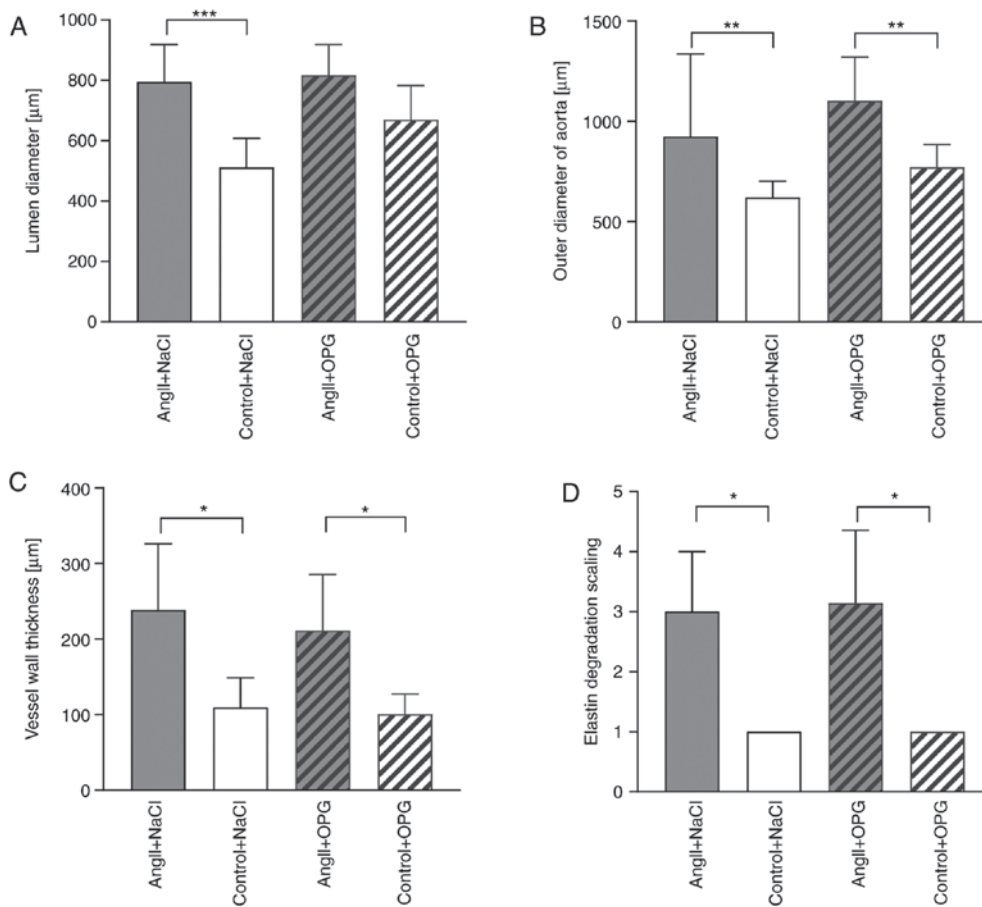 A
Lumen diameter [μm]
1000
800
600
400
200
0
***
AngII+NaCl
Control+NaCl
AngII+OPG
Control+OPG
B
Outer diameter of aorta [μm]
1500
1000
500
0
**
**
AngII+NaCl
Control+NaCl
AngII+OPG
Control+OPG
C
Vessel wall thickness [μm]
400
300
200
100
0
*
*
AngII+NaCl
Control+NaCl
AngII+OPG
Control+OPG
D
Elastin degradation scaling
5
4
3
2
1
0
*
*
AngII+NaCl
Control+NaCl
AngII+OPG
Control+OPG